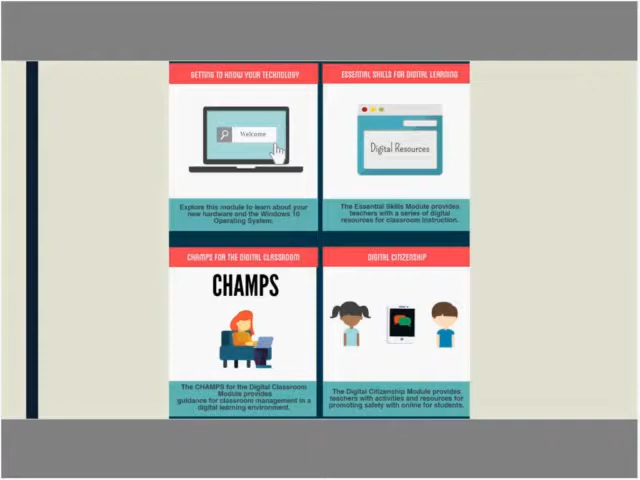 GETTING TO KNOW YOUR TECHNOLOGY
Welcome
Explore this module to learn about your
new hardware and the Windows 10
Operating System.
ESSENTIAL SKILLS FOR DIGITAL LEARNING
Digital Resources
The Essential Skills Module provides
teachers with a series of digital
resources for classroom instruction.
CHAMPS FOR THE DIGITAL CLASSROOM
CHAMPS
The CHAMPS for the Digital Classroom
Module provides
guidance for classroom management in a
digital learning environment.
DIGITAL CITIZENSHIP
The Digital Citizenship Module provides
teachers with activities and resources for
promoting safety with online for students.